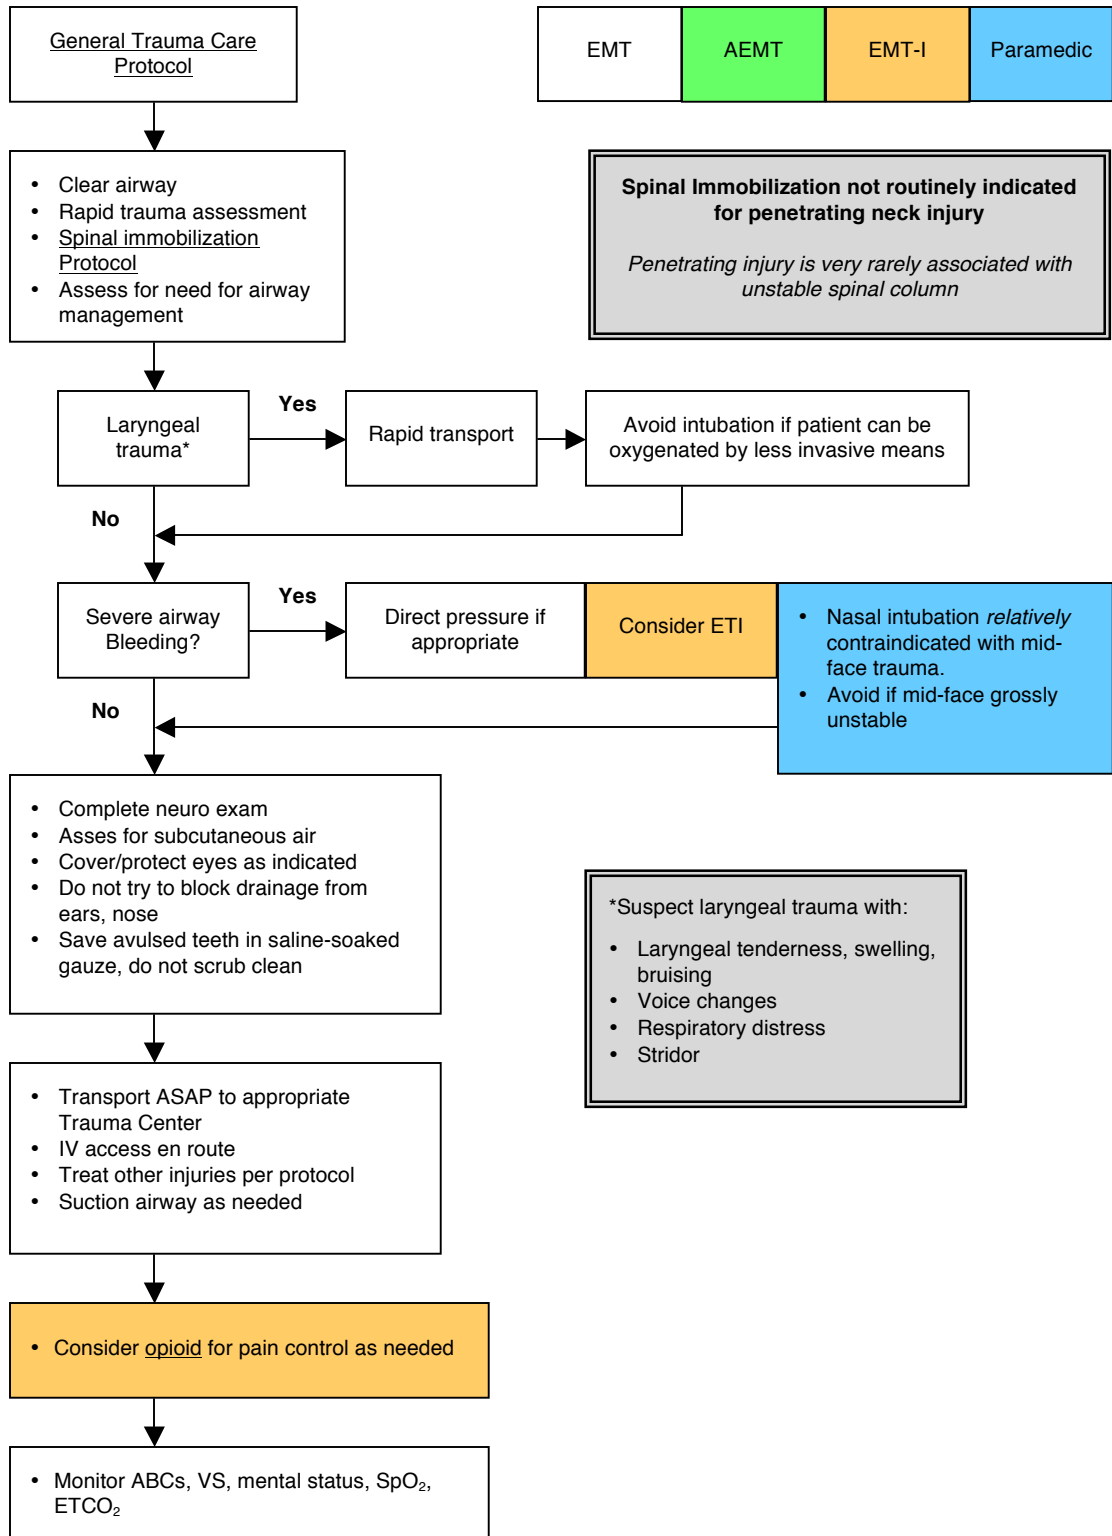 General Trauma Care
Protocol
EMT
AEMT
EMT-I
Paramedic
• Clear airway
• Rapid trauma assessment
• Spinal immobilization
Protocol
• Assess for need for airway
management
Spinal Immobilization not routinely indicated
for penetrating neck injury
Penetrating injury is very rarely associated with
unstable spinal column
Laryngeal
trauma*
Yes
Rapid transport
Avoid intubation if patient can be
oxygenated by less invasive means
No
Severe airway
Bleeding?
Yes
Direct pressure if
appropriate
Consider ETI
• Nasal intubation relatively
contraindicated with mid-
face trauma.
• Avoid if mid-face grossly
unstable
No
• Complete neuro exam
• Asses for subcutaneous air
• Cover/protect eyes as indicated
• Do not try to block drainage from
ears, nose
• Save avulsed teeth in saline-soaked
gauze, do not scrub clean
*Suspect laryngeal trauma with:
• Laryngeal tenderness, swelling,
bruising
• Voice changes
• Respiratory distress
• Stridor
• Transport ASAP to appropriate
Trauma Center
• IV access en route
• Treat other injuries per protocol
• Suction airway as needed
• Consider opioid for pain control as needed
• Monitor ABCs, VS, mental status, SpO₂,
ETCO₂